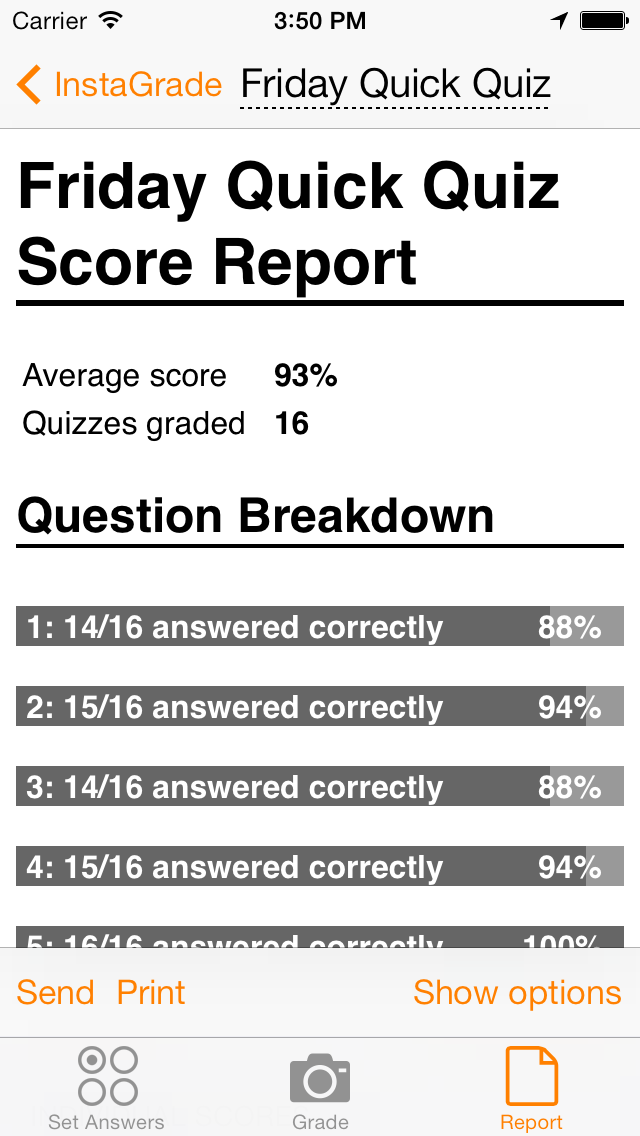 Carrier 3:50 PM
InstaGrade Friday Quick Quiz
Friday Quick Quiz
Score Report
Average score 93%
Quizzes graded 16
Question Breakdown
1: 14/16 answered correctly 88%
2: 15/16 answered correctly 94%
3: 14/16 answered correctly 88%
4: 15/16 answered correctly 94%
5: 16/16 answered correctly 100%
Send Print Show options
Set Answers Grade Report